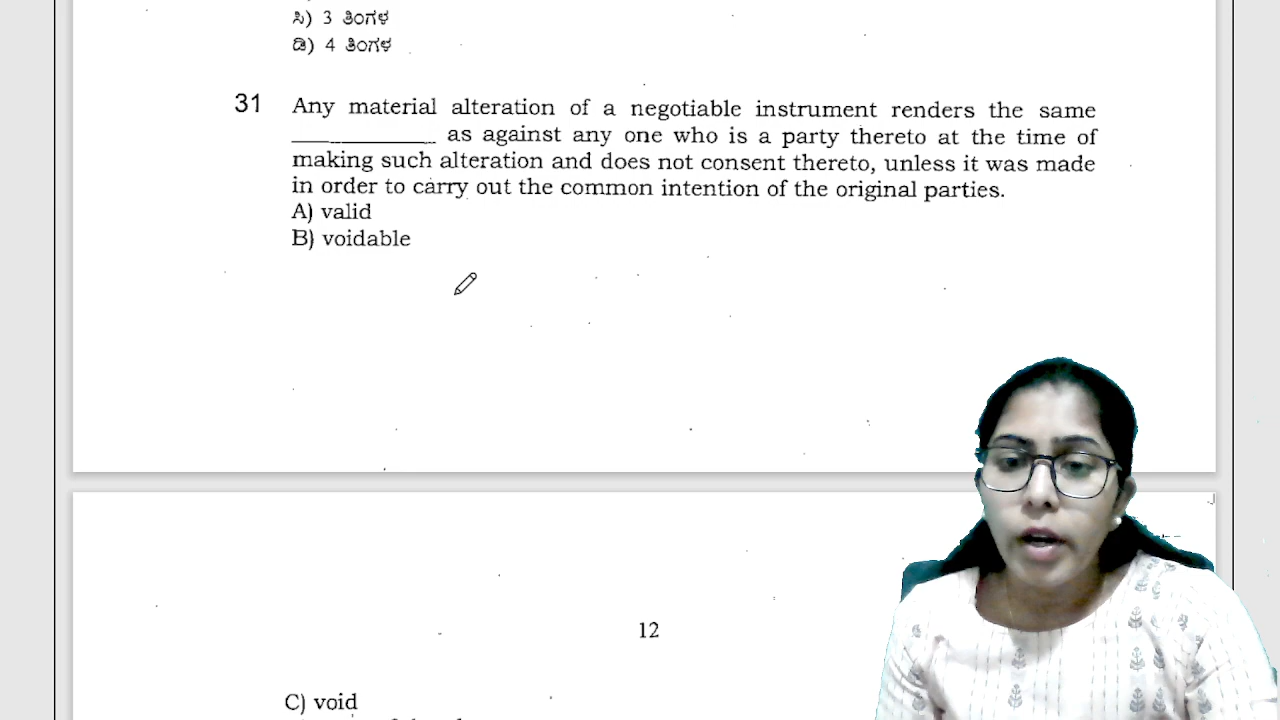 ಸಿ) 3 ತಿಂಗಳ
ಡಿ) 4 ತಿಂಗಳ
31 Any material alteration of a negotiable instrument renders the same
__________ as against any one who is a party thereto at the time of
making such alteration and does not consent thereto, unless it was made
in order to carry out the common intention of the original parties.
A) valid
B) voidable
12
C) void